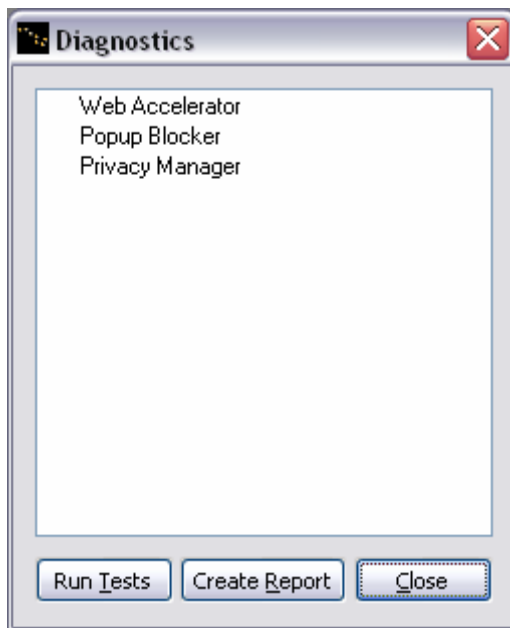 Diagnostics
Web Accelerator
Popup Blocker
Privacy Manager
Run Tests Create Report Close